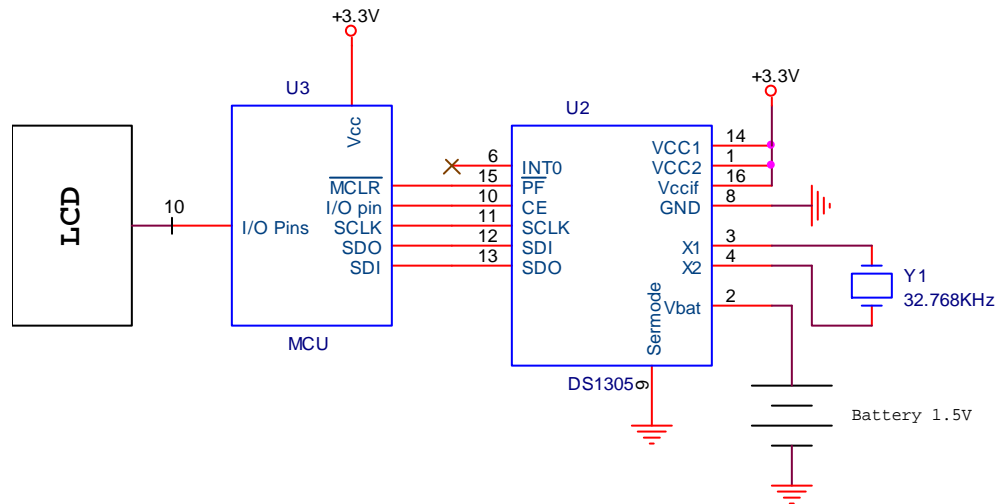 +3.3V
U3
Vcc
MCLR
I/O pin
SCLK
SDO
SDI
I/O Pins
MCU
LCD
10
6
15
10
11
12
13
U2
INT0
PF
CE
SCLK
SDI
SDO
VCC1
VCC2
Vccif
GND
X1
X2
Vbat
Sermode
DS1305
9
+3.3V
14
1
16
8
3
4
2
Y1
32.768KHz
Battery 1.5V